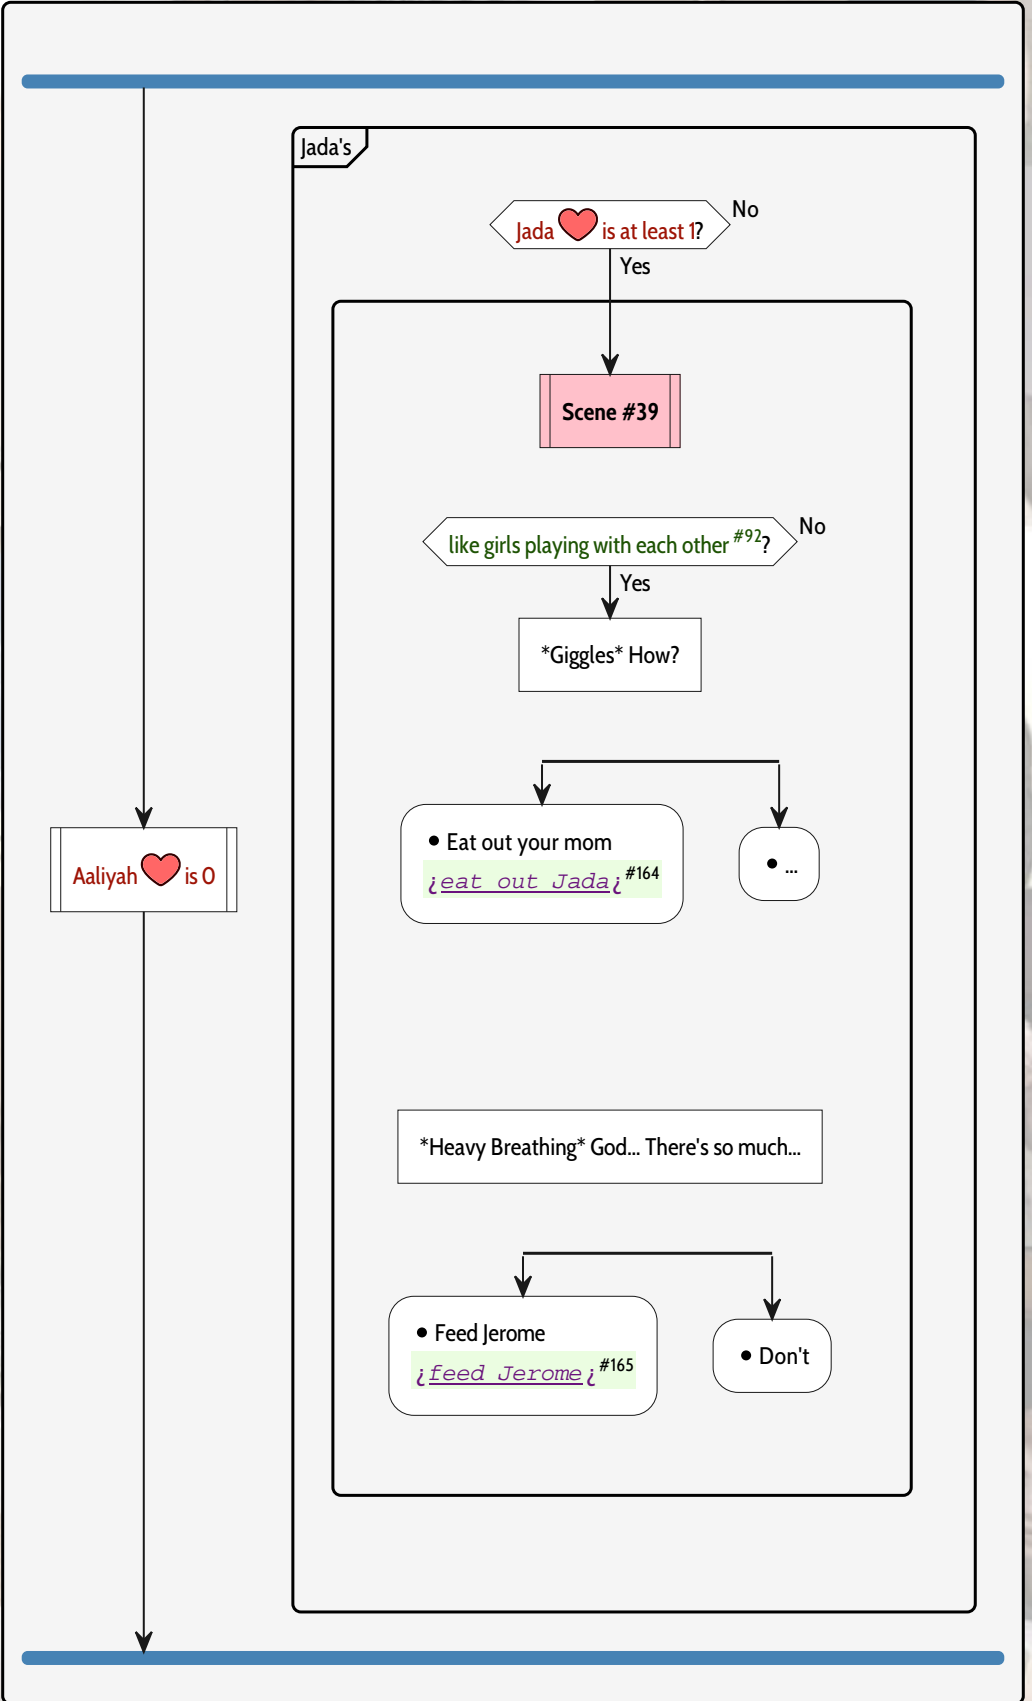 Jada's
Jada is at least 1?
No
Yes
Scene #39
like girls playing with each other #92?
No
Yes
*Giggles* How?
• Eat out your mom
¿eat out Jada¿#164
• ...
Aaliyah is 0
*Heavy Breathing* God... There's so much...
• Feed Jerome
¿feed Jerome¿#165
• Don't